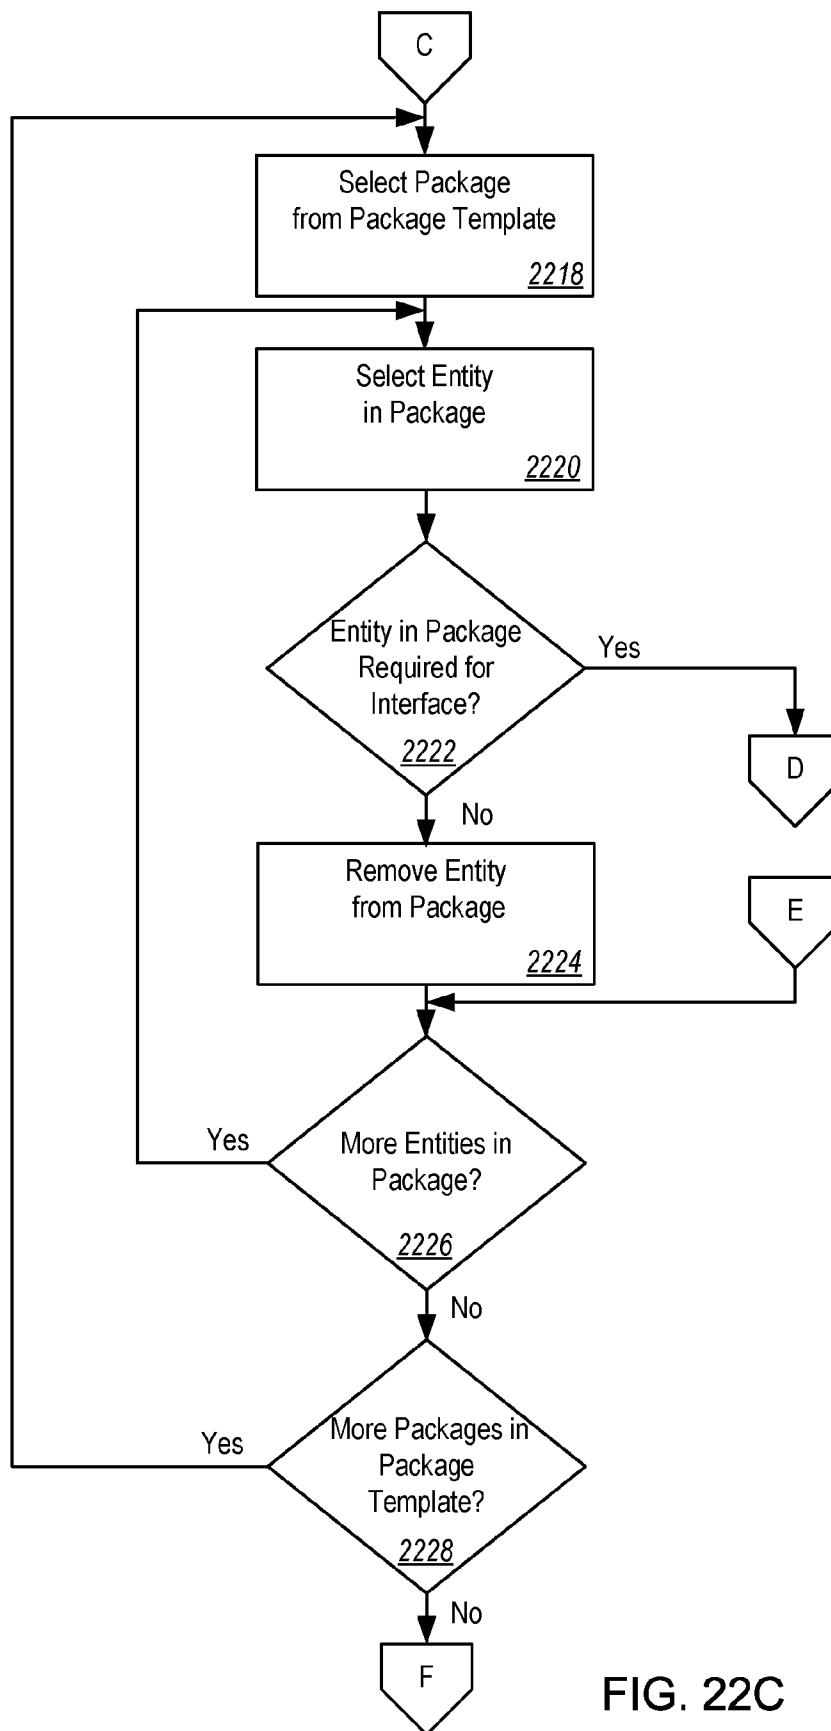 C
Select Package
from Package Template
2218
Select Entity
in Package
2220
Entity in Package
Required for
Interface?
2222
Yes
D
No
Remove Entity
from Package
2224
E
More Entities in
Package?
2226
Yes
No
More Packages in
Package
Template?
2228
Yes
No
F
FIG. 22C